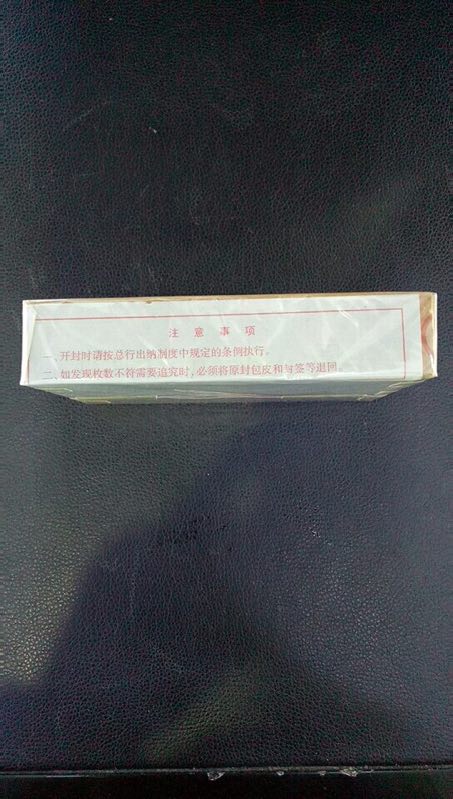 注意事项
一、开封时请按总行出纳制度中规定的条例执行。
二、如发现枚数不符需要追究时，必须将原封包皮和封签等退回。